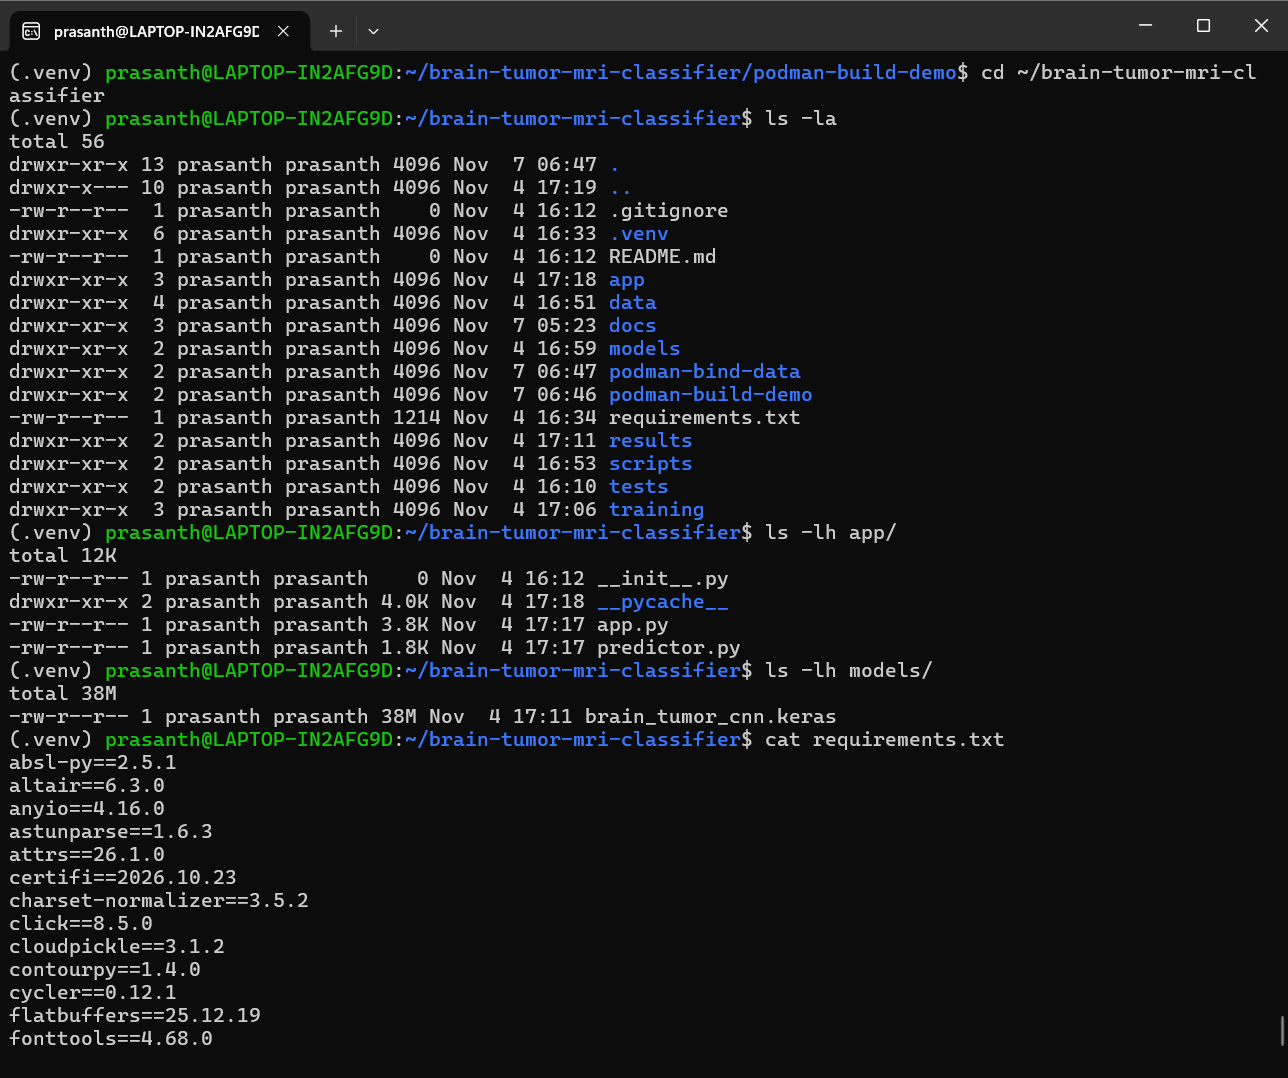 prasanth@LAPTOP-IN2AFG9D
(.venv) prasanth@LAPTOP-IN2AFG9D:~/brain-tumor-mri-classifier/podman-build-demo$ cd ~/brain-tumor-mri-cl
assifier
(.venv) prasanth@LAPTOP-IN2AFG9D:~/brain-tumor-mri-classifier$ ls -la
total 56
drwxr-xr-x 13 prasanth prasanth 4096 Nov  7 06:47 .
drwxr-x--- 10 prasanth prasanth 4096 Nov  4 17:19 ..
-rw-r--r--  1 prasanth prasanth    0 Nov  4 16:12 .gitignore
drwxr-xr-x  6 prasanth prasanth 4096 Nov  4 16:33 .venv
-rw-r--r--  1 prasanth prasanth    0 Nov  4 16:12 README.md
drwxr-xr-x  3 prasanth prasanth 4096 Nov  4 17:18 app
drwxr-xr-x  4 prasanth prasanth 4096 Nov  4 16:51 data
drwxr-xr-x  3 prasanth prasanth 4096 Nov  7 05:23 docs
drwxr-xr-x  2 prasanth prasanth 4096 Nov  4 16:59 models
drwxr-xr-x  2 prasanth prasanth 4096 Nov  7 06:47 podman-bind-data
drwxr-xr-x  2 prasanth prasanth 4096 Nov  7 06:46 podman-build-demo
-rw-r--r--  1 prasanth prasanth 1214 Nov  4 16:34 requirements.txt
drwxr-xr-x  2 prasanth prasanth 4096 Nov  4 17:11 results
drwxr-xr-x  2 prasanth prasanth 4096 Nov  4 16:53 scripts
drwxr-xr-x  2 prasanth prasanth 4096 Nov  4 16:10 tests
drwxr-xr-x  3 prasanth prasanth 4096 Nov  4 17:06 training
(.venv) prasanth@LAPTOP-IN2AFG9D:~/brain-tumor-mri-classifier$ ls -lh app/
total 12K
-rw-r--r-- 1 prasanth prasanth    0 Nov  4 16:12 __init__.py
drwxr-xr-x 2 prasanth prasanth 4.0K Nov  4 17:18 __pycache__
-rw-r--r-- 1 prasanth prasanth 3.8K Nov  4 17:17 app.py
-rw-r--r-- 1 prasanth prasanth 1.8K Nov  4 17:17 predictor.py
(.venv) prasanth@LAPTOP-IN2AFG9D:~/brain-tumor-mri-classifier$ ls -lh models/
total 38M
-rw-r--r-- 1 prasanth prasanth 38M Nov  4 17:11 brain_tumor_cnn.keras
(.venv) prasanth@LAPTOP-IN2AFG9D:~/brain-tumor-mri-classifier$ cat requirements.txt
absl-py==2.5.1
altair==6.3.0
anyio==4.16.0
astunparse==1.6.3
attrs==26.1.0
certifi==2026.10.23
charset-normalizer==3.5.2
click==8.5.0
cloudpickle==3.1.2
contourpy==1.4.0
cycler==0.12.1
flatbuffers==25.12.19
fonttools==4.68.0